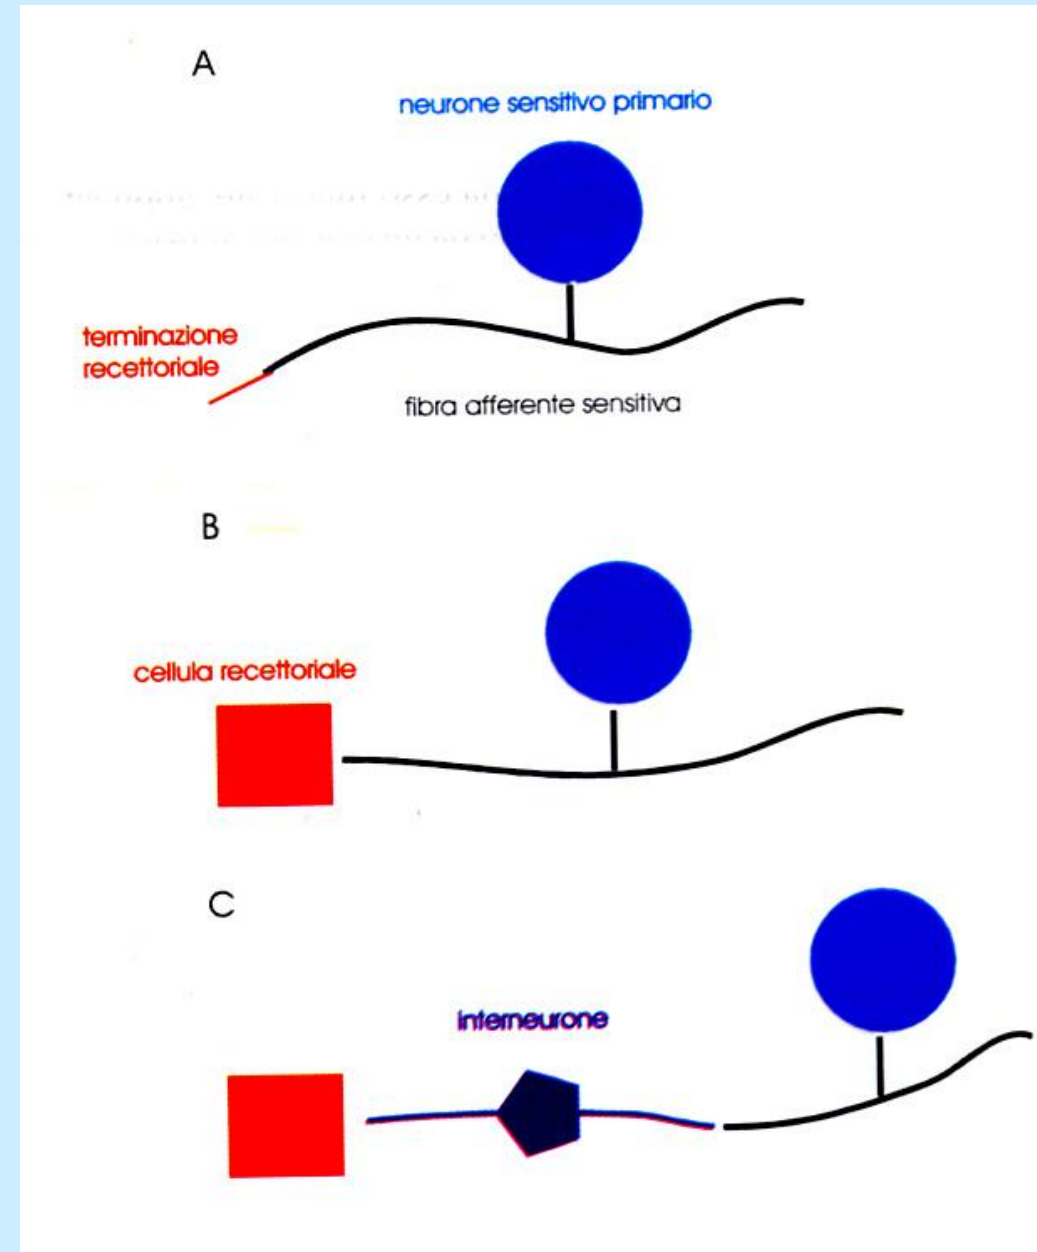 A
neurone sensitivo primario
terminazione
recettoriale
fibra afferente sensitiva
B
cellula recettoriale
C
interneurone